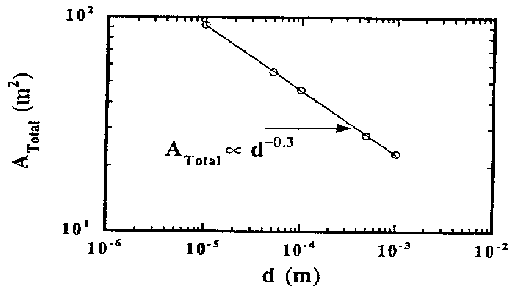 10²
A_Total (m²)
A_Total ∝ d^-0.3
10¹
10^-6 10^-5 10^-4 10^-3 10^-2
d (m)